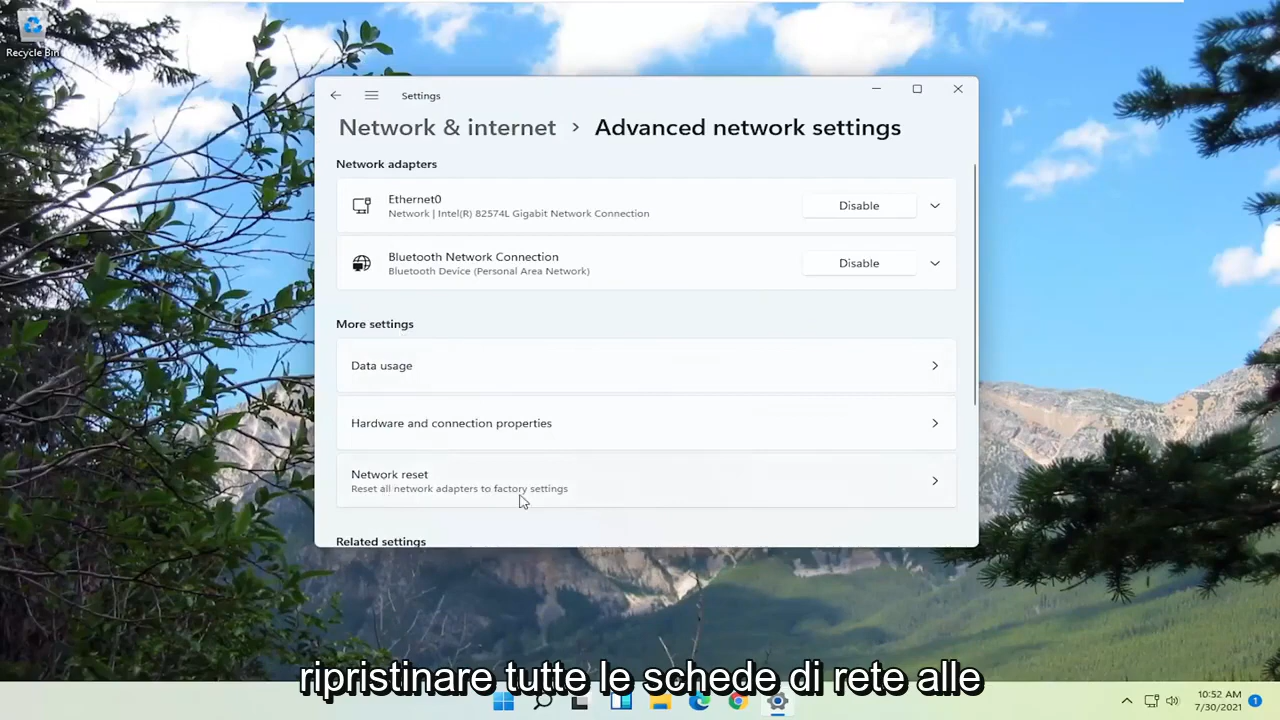 Recycle Bin
Settings
Network & internet > Advanced network settings
Network adapters
Ethernet0
Network | Intel(R) 82574L Gigabit Network Connection
Disable
Bluetooth Network Connection
Bluetooth Device (Personal Area Network)
Disable
More settings
Data usage
Hardware and connection properties
Network reset
Reset all network adapters to factory settings
Related settings
ripristinare tutte le schede di rete alle
10:52 AM
7/30/2021
1